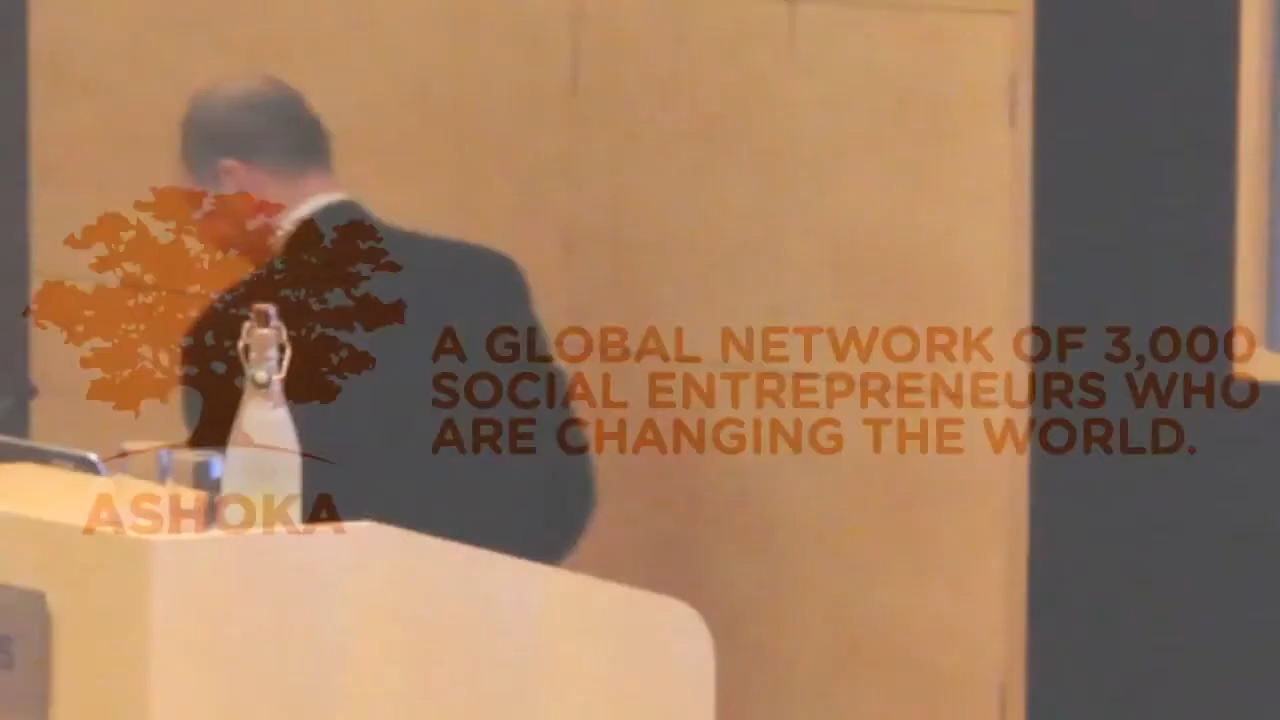 A GLOBAL NETWORK OF 3,000
SOCIAL ENTREPRENEURS WHO
ARE CHANGING THE WORLD.
ASHOKA